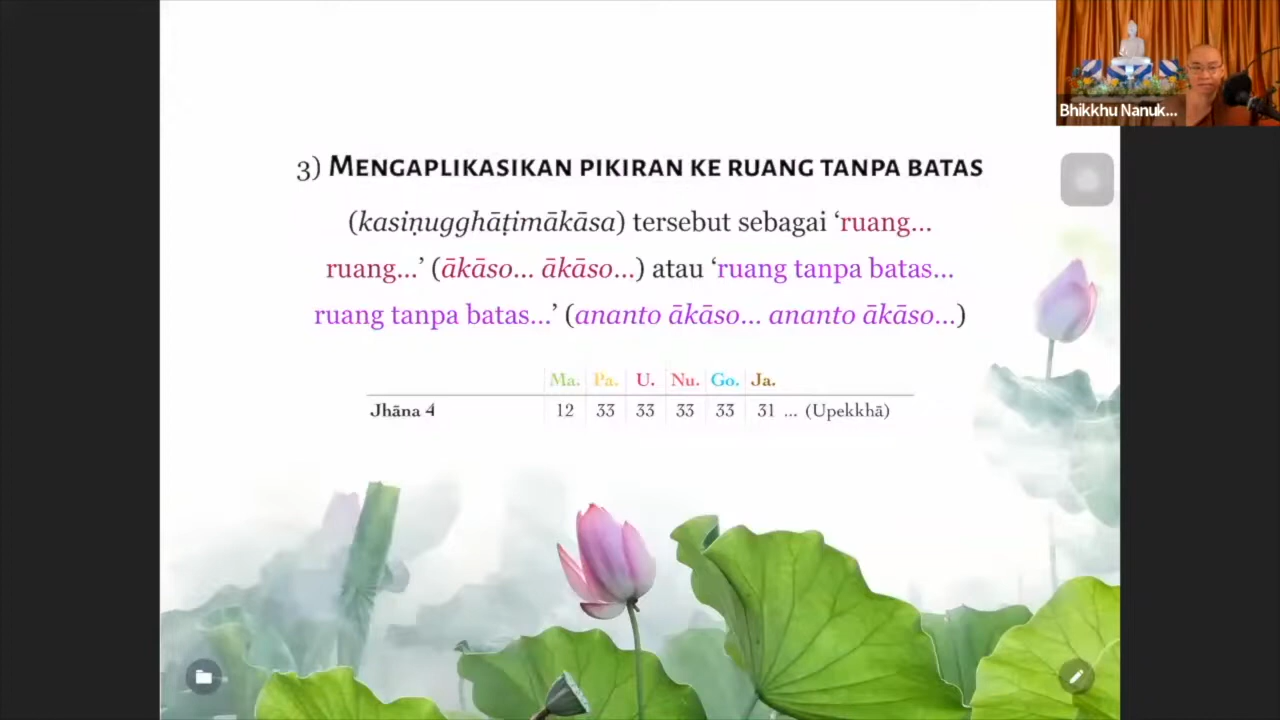 Bhikkhu Nanuk...
3) MENGAPLIKASIKAN PIKIRAN KE RUANG TANPA BATAS
(kasiṇugghāṭimākāsa) tersebut sebagai ‘ruang...
ruang...’ (ākāso... ākāso...) atau ‘ruang tanpa batas...
ruang tanpa batas...’ (ananto ākāso... ananto ākāso...)
Ma. Pa. U. Nu. Go. Ja.
Jhāna 4 12 33 33 33 33 31 ... (Upekkhā)